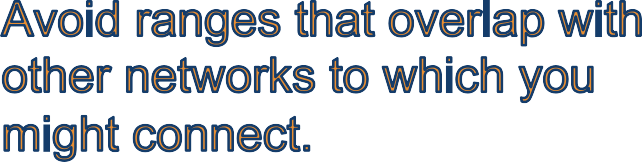 Avoid ranges that overlap with
other networks to which you
might connect.